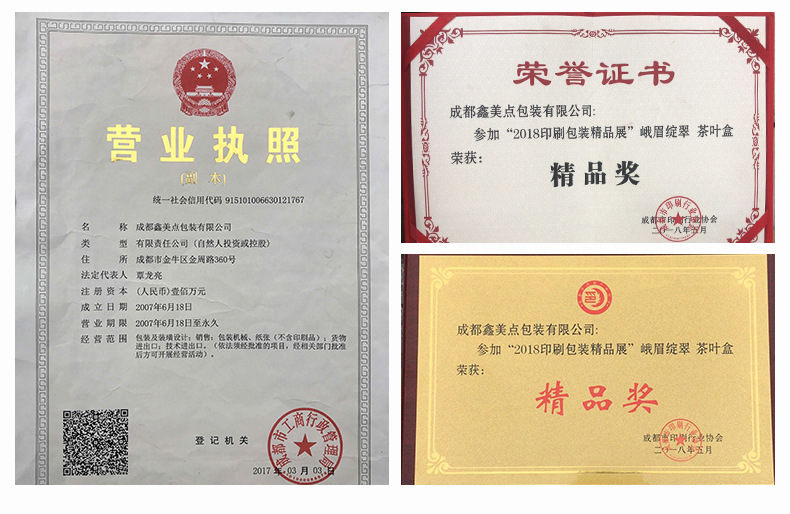 营业执照
(副本)
统一社会信用代码 915101006630121767
名 称 成都鑫美点包装有限公司
类 型 有限责任公司（自然人投资或控股）
住 所 成都市金牛区金周路360号
法定代表人 覃龙亮
注册资本 (人民币)壹佰万元
成立日期 2007年6月18日
营业期限 2007年6月18日至永久
经营范围 包装及装墙设计；销售：包装机械、纸张（不含印刷品）；货物
进出口；技术进出口。（依法须经批准的项目，经相关部门批准
后方可开展经营活动）。
登记机关
成都市工商行政管理局
2017年03月03日
荣誉证书
成都鑫美点包装有限公司:
参加“2018印刷包装精品展”峨眉绽翠 茶叶盒
荣获:
精品奖
成都市印刷行业协会
二〇一八年五月
成都鑫美点包装有限公司:
参加“2018印刷包装精品展”峨眉绽翠 茶叶盒
荣获:
精品奖
成都市印刷行业协会
二〇一八年五月